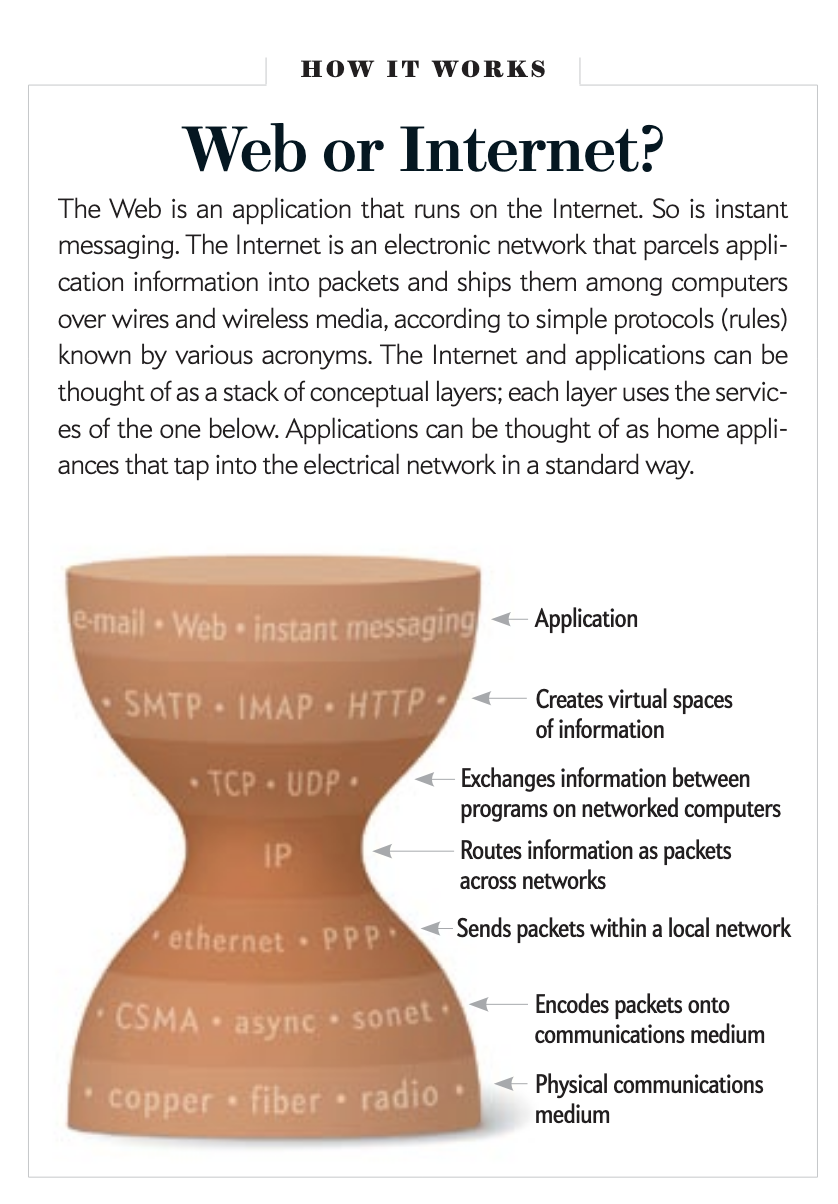 HOW IT WORKS
Web or Internet?
The Web is an application that runs on the Internet. So is instant
messaging. The Internet is an electronic network that parcels appli-
cation information into packets and ships them among computers
over wires and wireless media, according to simple protocols (rules)
known by various acronyms. The Internet and applications can be
thought of as a stack of conceptual layers; each layer uses the servic-
es of the one below. Applications can be thought of as home appli-
ances that tap into the electrical network in a standard way.
e-mail • Web • instant messaging
Application
• SMTP • IMAP • HTTP •
Creates virtual spaces
of information
• TCP • UDP •
Exchanges information between
programs on networked computers
IP
Routes information as packets
across networks
• ethernet • PPP •
Sends packets within a local network
• CSMA • async • sonet •
Encodes packets onto
communications medium
• copper • fiber • radio •
Physical communications
medium